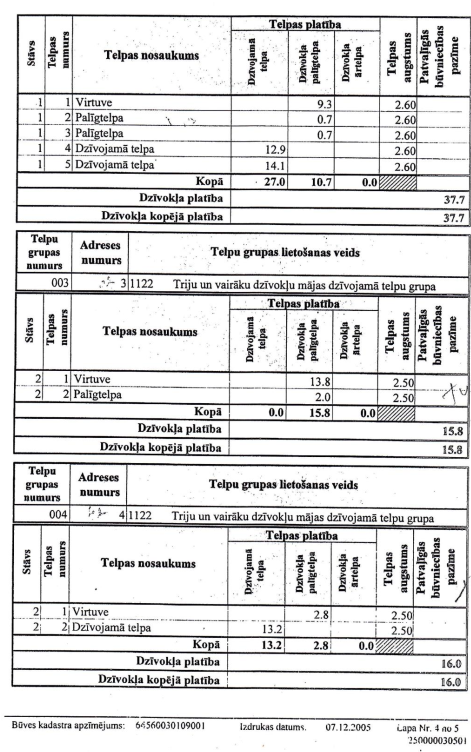 Stāvs | Telpas numurs | Telpas nosaukums | Telpas platība | Telpas augstums | Patvaļīgās būvniecības pazīme
Dzīvojamā telpa | Dzīvokļa palīgtelpa | Dzīvokļa ārtelpa
1 1 Virtuve 9.3 2.60
1 2 Palīgtelpa 0.7 2.60
1 3 Palīgtelpa 0.7 2.60
1 4 Dzīvojamā telpa 12.9 2.60
1 5 Dzīvojamā telpa 14.1 2.60
Kopā 27.0 10.7 0.0
Dzīvokļa platība 37.7
Dzīvokļa kopējā platība 37.7
Telpu grupas numurs | Adreses numurs | Telpu grupas lietošanas veids
003 3 1122 Triju un vairāku dzīvokļu mājas dzīvojamā telpu grupa
Stāvs | Telpas numurs | Telpas nosaukums | Telpas platība | Telpas augstums | Patvaļīgās būvniecības pazīme
Dzīvojamā telpa | Dzīvokļa palīgtelpa | Dzīvokļa ārtelpa
2 1 Virtuve 13.8 2.50
2 2 Palīgtelpa 2.0 2.50
Kopā 0.0 15.8 0.0
Dzīvokļa platība 15.8
Dzīvokļa kopējā platība 15.8
Telpu grupas numurs | Adreses numurs | Telpu grupas lietošanas veids
004 4 1122 Triju un vairāku dzīvokļu mājas dzīvojamā telpu grupa
Stāvs | Telpas numurs | Telpas nosaukums | Telpas platība | Telpas augstums | Patvaļīgās būvniecības pazīme
Dzīvojamā telpa | Dzīvokļa palīgtelpa | Dzīvokļa ārtelpa
2 1 Virtuve 2.8 2.50
2 2 Dzīvojamā telpa 13.2 2.50
Kopā 13.2 2.8 0.0
Dzīvokļa platība 16.0
Dzīvokļa kopējā platība 16.0
Būves kadastra apzīmējums: 64560030109001 Izdrukas datums. 07.12.2005 Lapa Nr. 4 no 5
250000030501